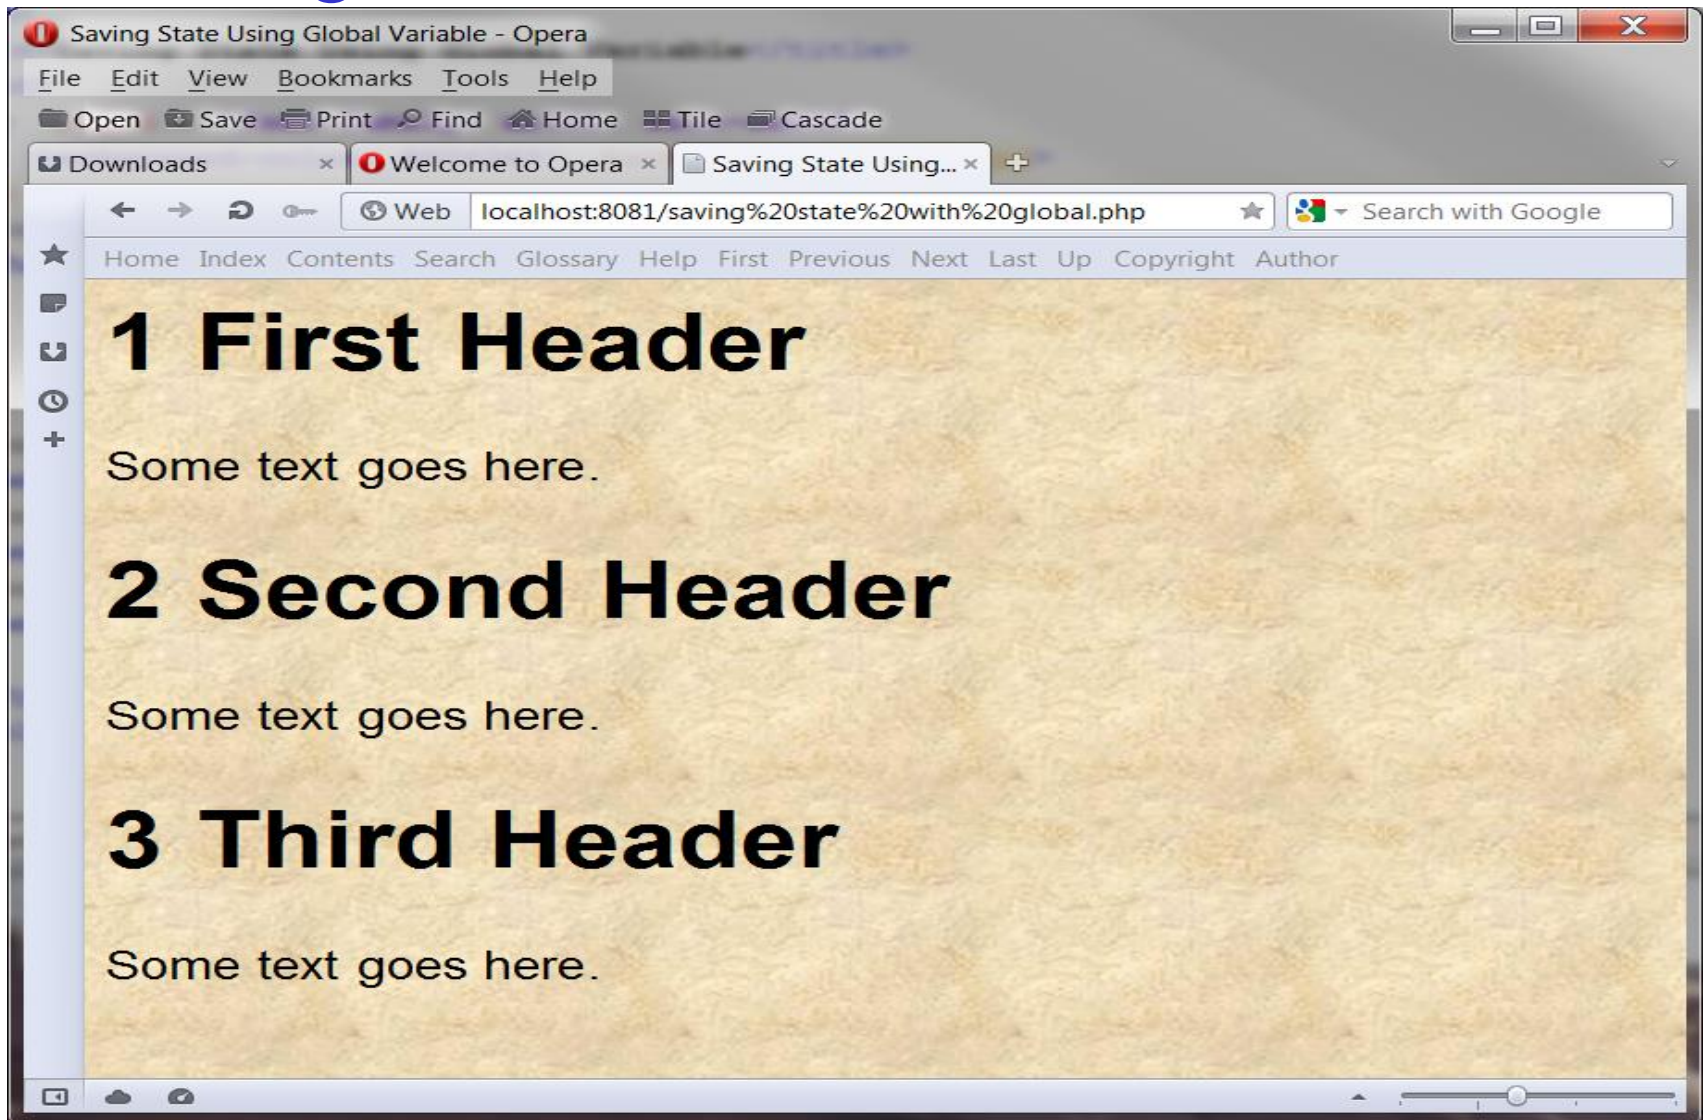 Saving State Using Global Variable - Opera
File Edit View Bookmarks Tools Help
Open Save Print Find Home Tile Cascade
Downloads Welcome to Opera Saving State Using...
Web localhost:8081/saving%20state%20with%20global.php Search with Google
Home Index Contents Search Glossary Help First Previous Next Last Up Copyright Author
1 First Header
Some text goes here.
2 Second Header
Some text goes here.
3 Third Header
Some text goes here.